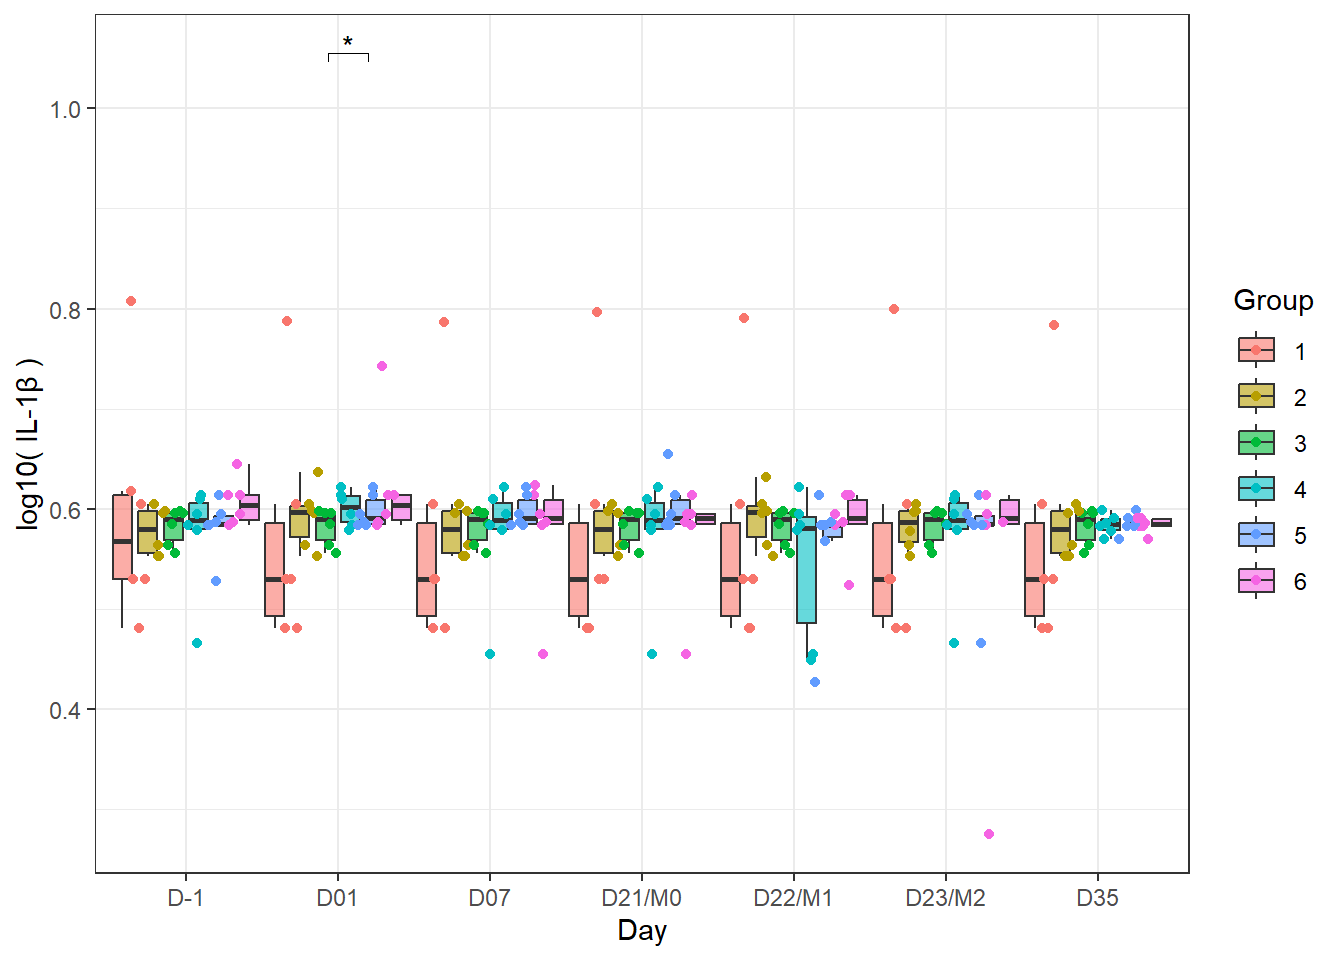 *
log10( IL-1β )
1.0
0.8
0.6
0.4
D-1
D01
D07
D21/M0
D22/M1
D23/M2
D35
Day
Group
1
2
3
4
5
6